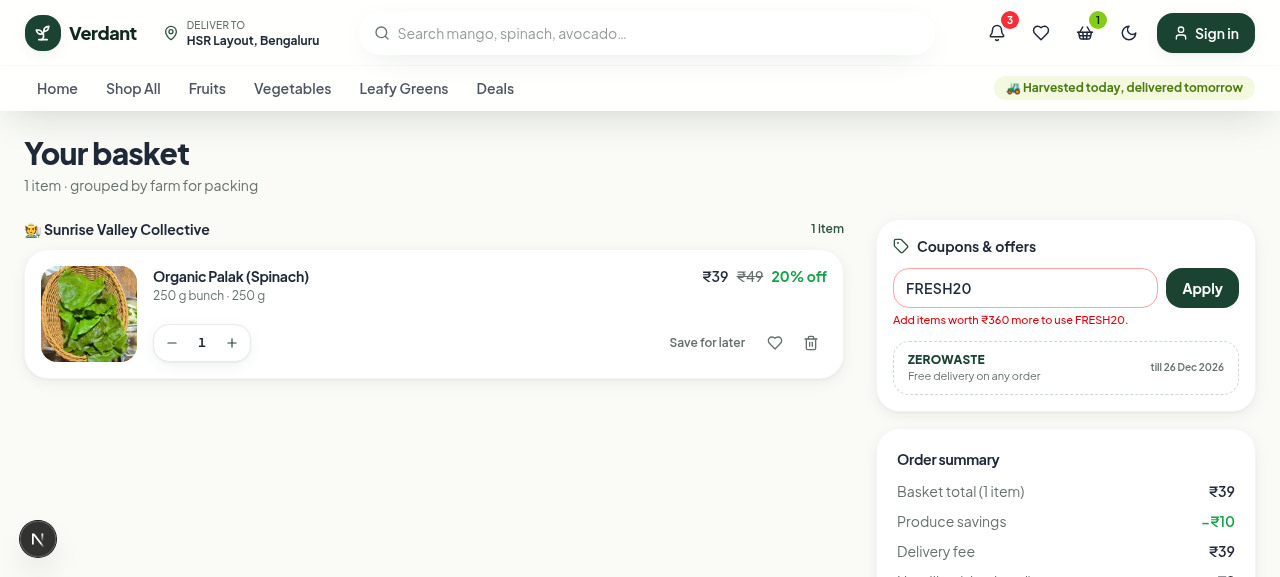 Verdant
DELIVER TO
HSR Layout, Bengaluru
Search mango, spinach, avocado...
3
1
Sign in
Home
Shop All
Fruits
Vegetables
Leafy Greens
Deals
🚜 Harvested today, delivered tomorrow
Your basket
1 item · grouped by farm for packing
🧑‍🌾 Sunrise Valley Collective
1 item
Organic Palak (Spinach)
₹39 ₹49 20% off
250 g bunch · 250 g
− 1 +
Save for later
Coupons & offers
FRESH20
Apply
Add items worth ₹360 more to use FRESH20.
ZEROWASTE
Free delivery on any order
till 26 Dec 2026
Order summary
Basket total (1 item) ₹39
Produce savings −₹10
Delivery fee ₹39
N